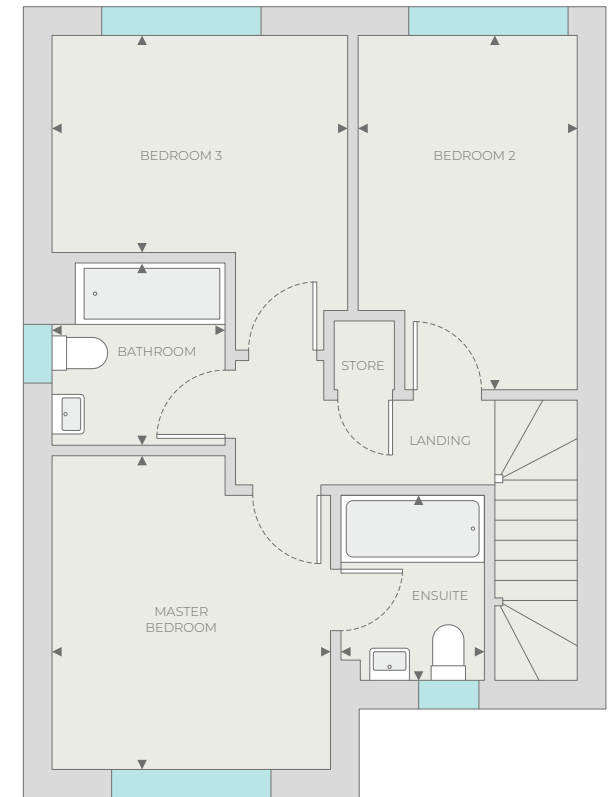 BEDROOM 3
BEDROOM 2
BATHROOM
STORE
LANDING
ENSUITE
MASTER
BEDROOM